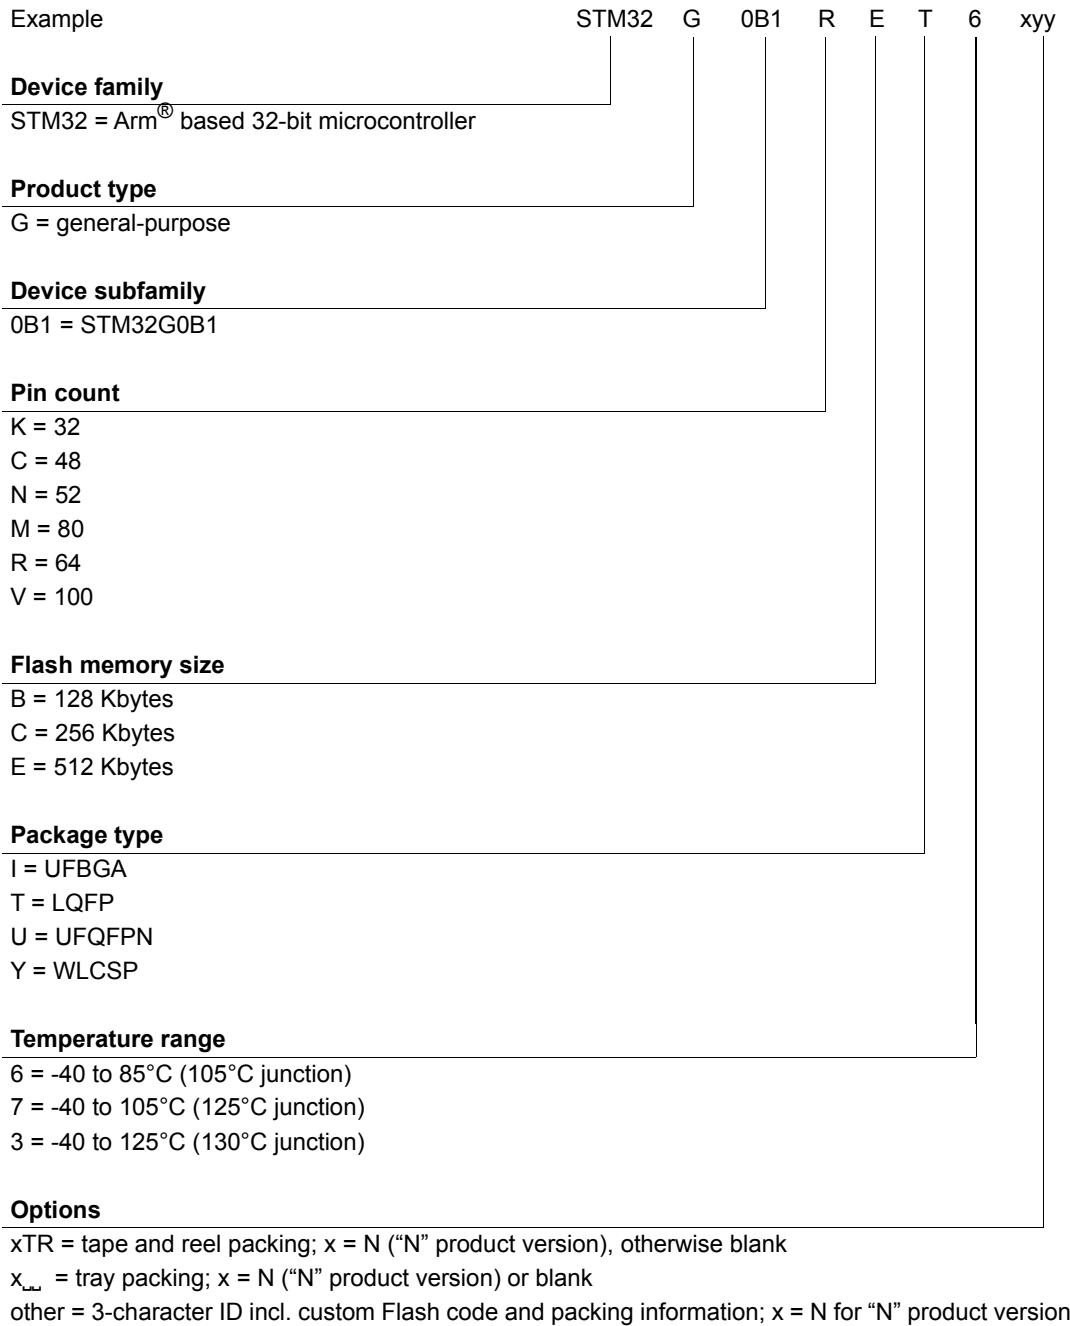 Example STM32 G 0B1 R E T 6 xyy
Device family
STM32 = Arm® based 32-bit microcontroller
Product type
G = general-purpose
Device subfamily
0B1 = STM32G0B1
Pin count
K = 32
C = 48
N = 52
M = 80
R = 64
V = 100
Flash memory size
B = 128 Kbytes
C = 256 Kbytes
E = 512 Kbytes
Package type
I = UFBGA
T = LQFP
U = UFQFPN
Y = WLCSP
Temperature range
6 = -40 to 85°C (105°C junction)
7 = -40 to 105°C (125°C junction)
3 = -40 to 125°C (130°C junction)
Options
xTR = tape and reel packing; x = N (“N” product version), otherwise blank
x␣␣ = tray packing; x = N (“N” product version) or blank
other = 3-character ID incl. custom Flash code and packing information; x = N for “N” product version